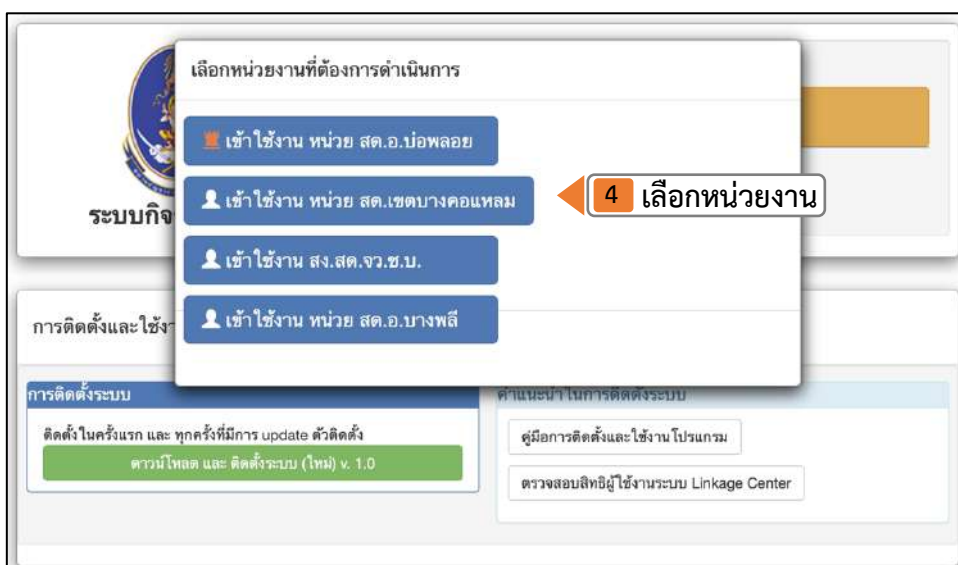 เลือกหน่วยงานที่ต้องการดำเนินการ
เข้าใช้งาน หน่วย สด.อ.บ่อพลอย
เข้าใช้งาน หน่วย สด.เขตบางคอแหลม
4 เลือกหน่วยงาน
เข้าใช้งาน สง.สด.จว.ช.บ.
เข้าใช้งาน หน่วย สด.อ.บางพลี
ระบบกิจ
การติดตั้งและใช้งา
การติดตั้งระบบ
ติดตั้งในครั้งแรก และ ทุกครั้งที่มีการ update ตัวติดตั้ง
ดาวน์โหลด และ ติดตั้งระบบ (ใหม่) v. 1.0
คำแนะนำในการติดตั้งระบบ
คู่มือการติดตั้งและใช้งานโปรแกรม
ตรวจสอบสิทธิผู้ใช้งานระบบ Linkage Center